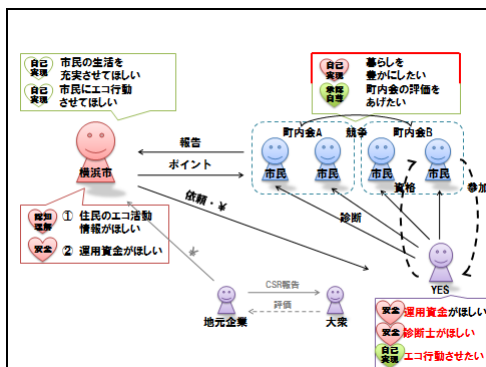 自己
実現
市民の生活を
充実させてほしい
自己
実現
市民にエコ行動
させてほしい
自己
実現
暮らしを
豊かにしたい
承認
自尊
町内会の評価を
あげたい
町内会A
競争
町内会B
報告
ポイント
市民
市民
市民
市民
横浜市
資格
参加
依頼・¥
診断
認知
理解
① 住民のエコ活動
情報がほしい
安全
② 運用資金がほしい
¥
CSR報告
評価
地元企業
大衆
YES
安全
運用資金がほしい
安全
診断士がほしい
自己
実現
エコ行動させたい